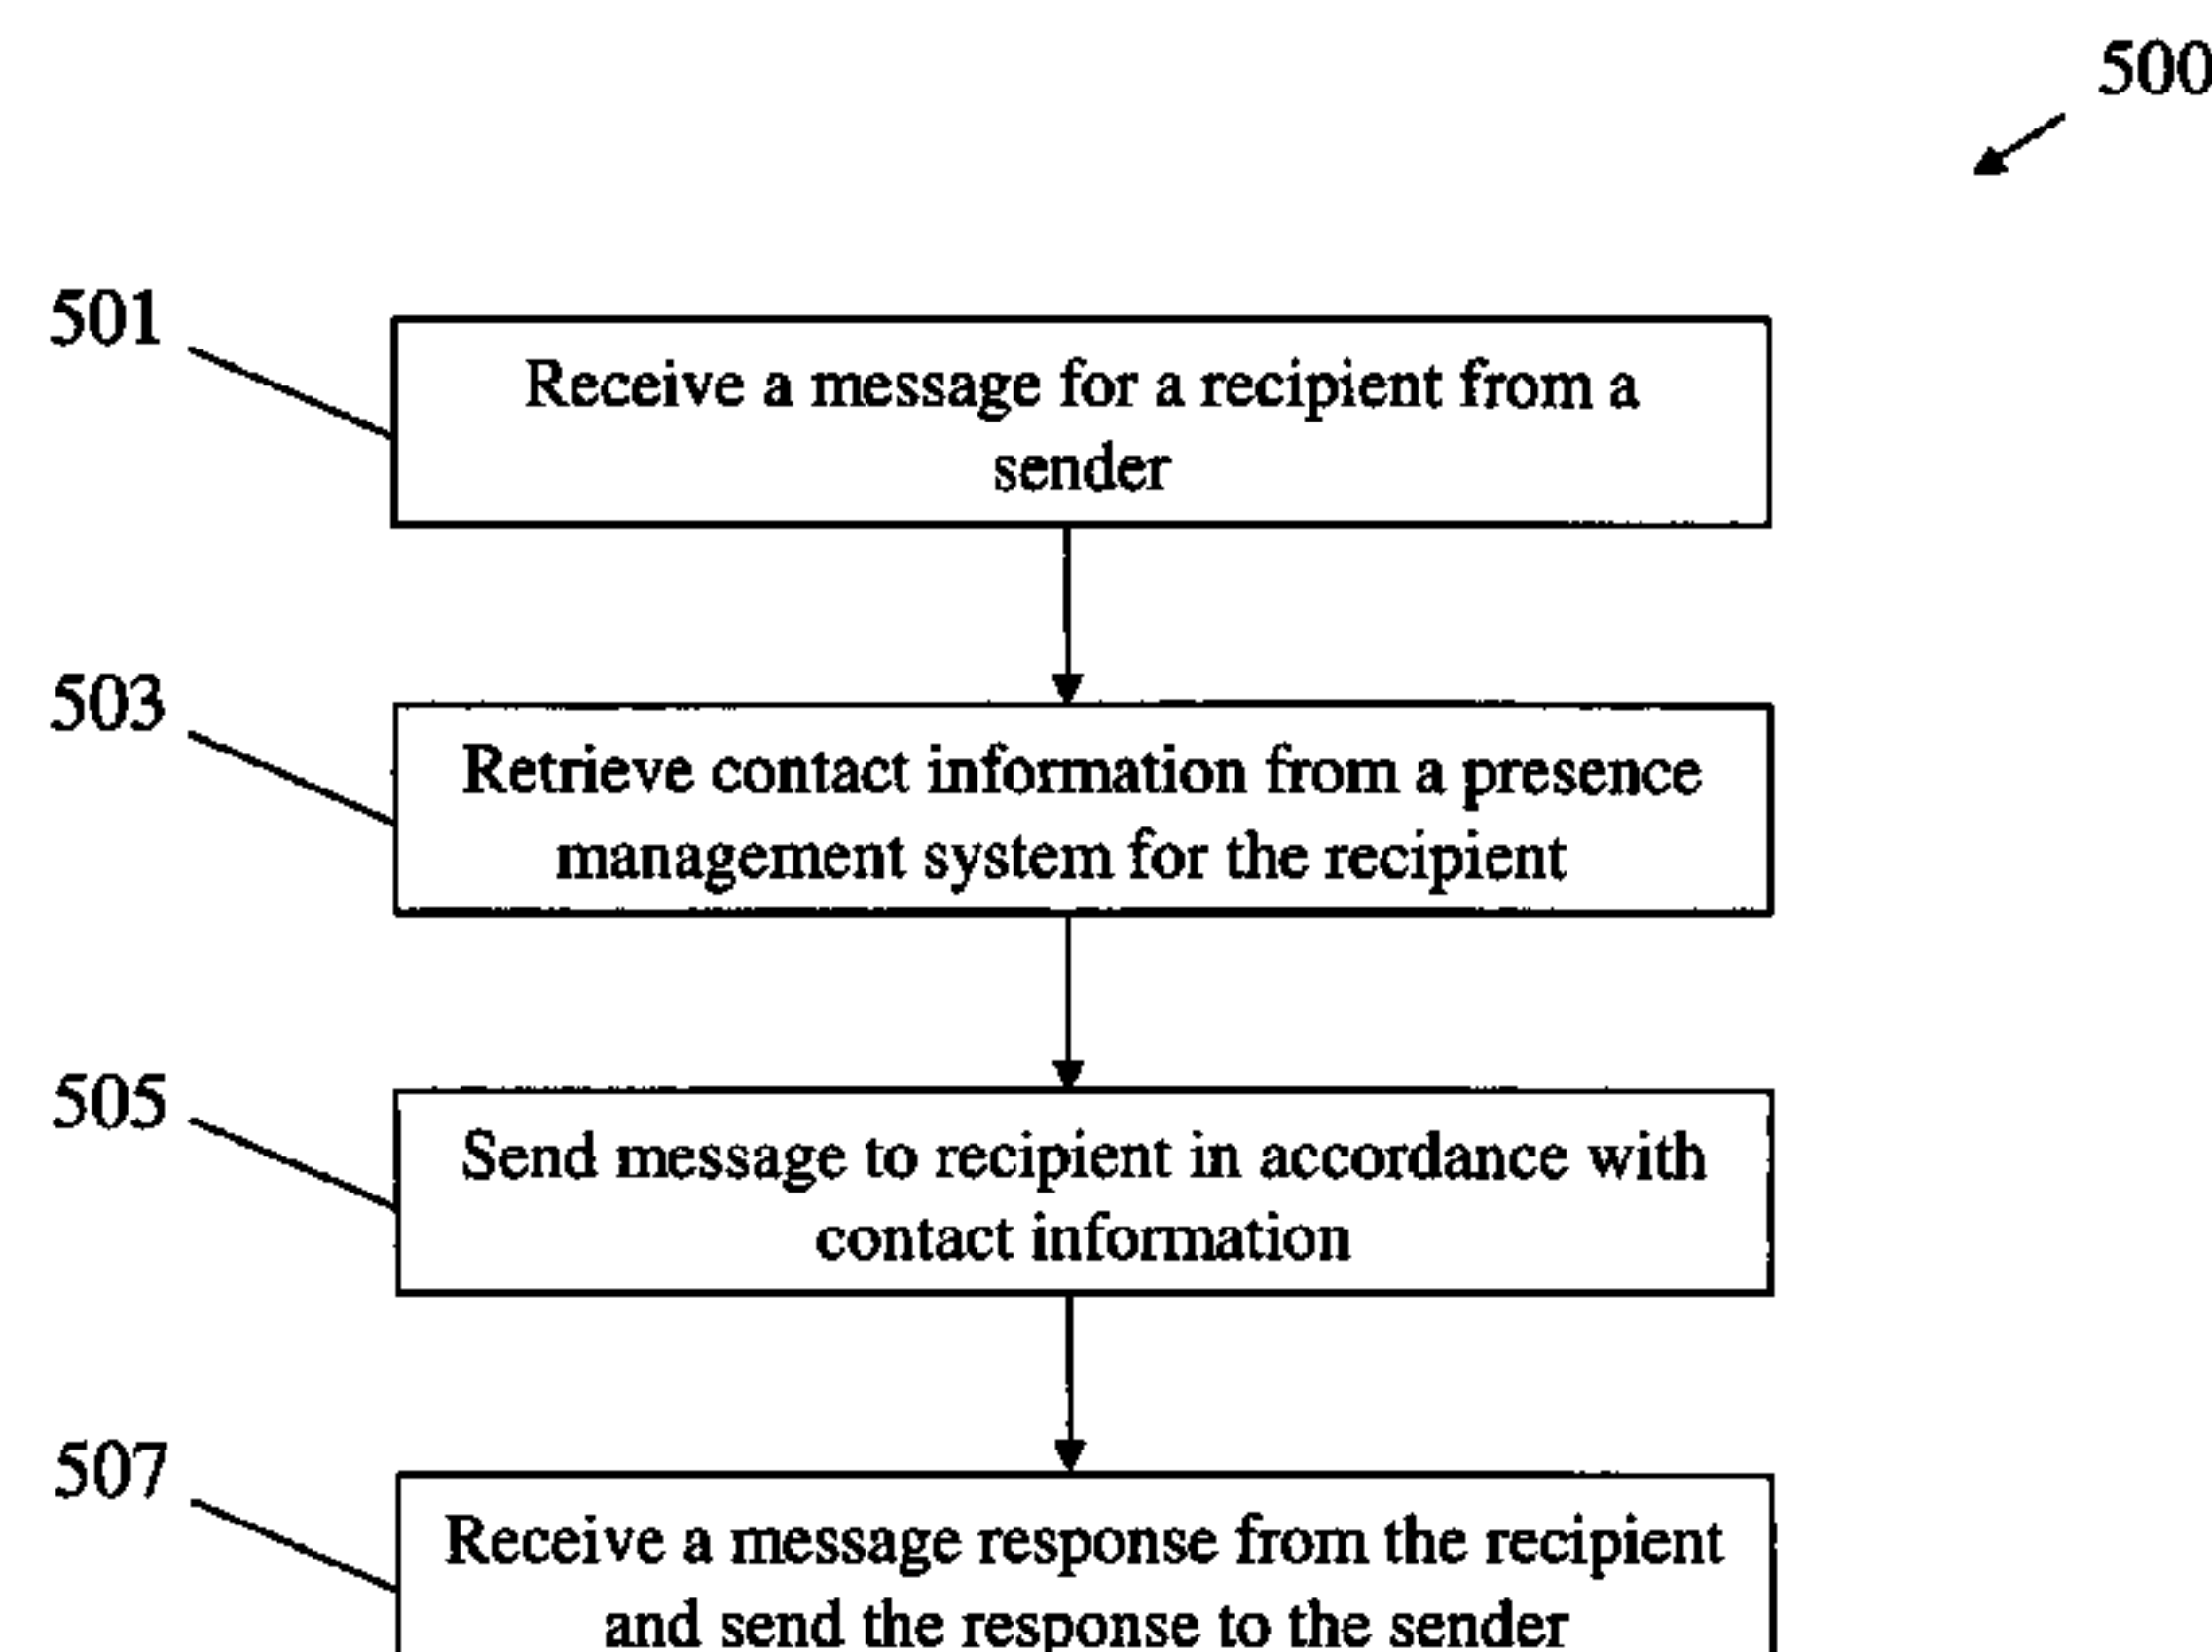 500
501
Receive a message for a recipient from a
sender
503
Retrieve contact information from a presence
management system for the recipient
505
Send message to recipient in accordance with
contact information
507
Receive a message response from the recipient
and send the response to the sender